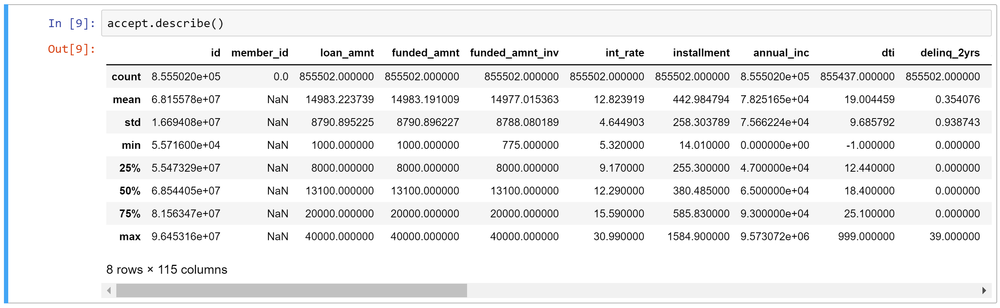 In [9]: accept.describe()
Out[9]:
id member_id loan_amnt funded_amnt funded_amnt_inv int_rate installment annual_inc dti delinq_2yrs
count 8.555020e+05 0.0 855502.000000 855502.000000 855502.000000 855502.000000 855502.000000 8.555020e+05 855437.000000 855502.000000
mean 6.815578e+07 NaN 14983.223739 14983.191009 14977.015363 12.823919 442.984794 7.825165e+04 19.004459 0.354076
std 1.669408e+07 NaN 8790.895225 8790.896227 8788.080189 4.644903 258.303789 7.566224e+04 9.685792 0.938743
min 5.571600e+04 NaN 1000.000000 1000.000000 775.000000 5.320000 14.010000 0.000000e+00 -1.000000 0.000000
25% 5.547329e+07 NaN 8000.000000 8000.000000 8000.000000 9.170000 255.300000 4.700000e+04 12.440000 0.000000
50% 6.854405e+07 NaN 13100.000000 13100.000000 13100.000000 12.290000 380.485000 6.500000e+04 18.400000 0.000000
75% 8.156347e+07 NaN 20000.000000 20000.000000 20000.000000 15.590000 585.830000 9.300000e+04 25.100000 0.000000
max 9.645316e+07 NaN 40000.000000 40000.000000 40000.000000 30.990000 1584.900000 9.573072e+06 999.000000 39.000000
8 rows × 115 columns